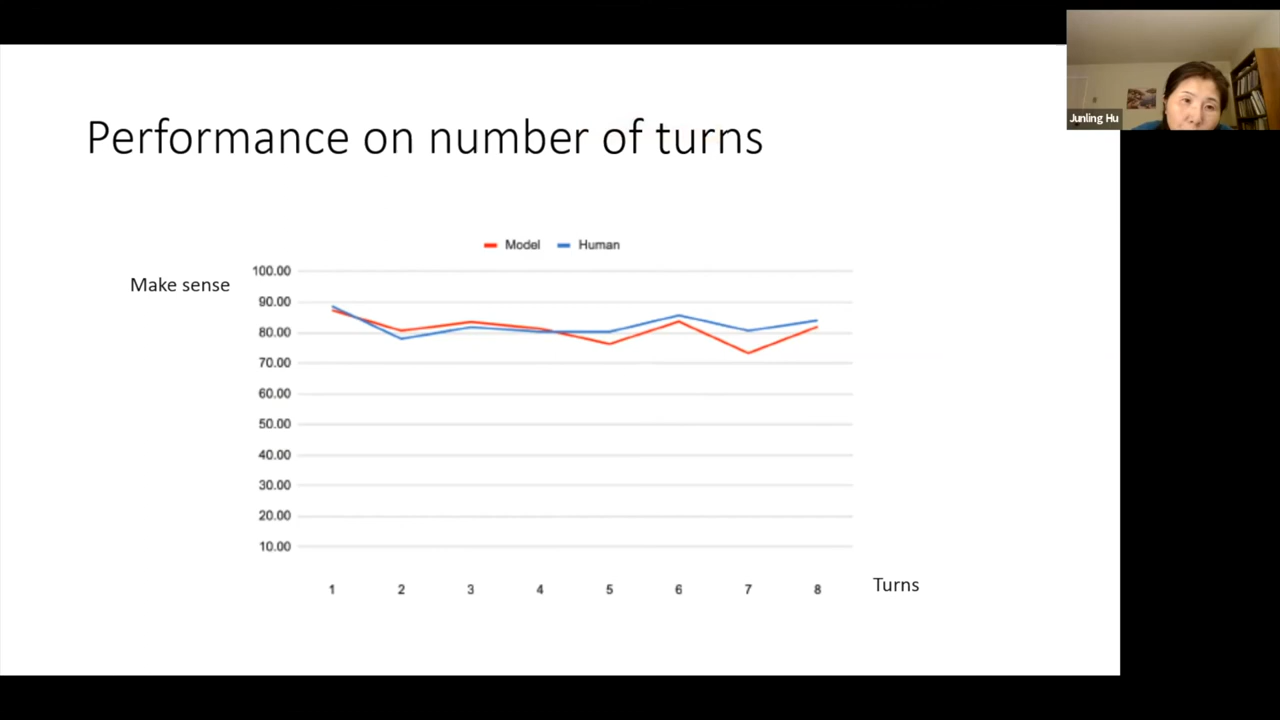 Junling Hu
Performance on number of turns
Model Human
Make sense
100.00
90.00
80.00
70.00
60.00
50.00
40.00
30.00
20.00
10.00
1 2 3 4 5 6 7 8
Turns